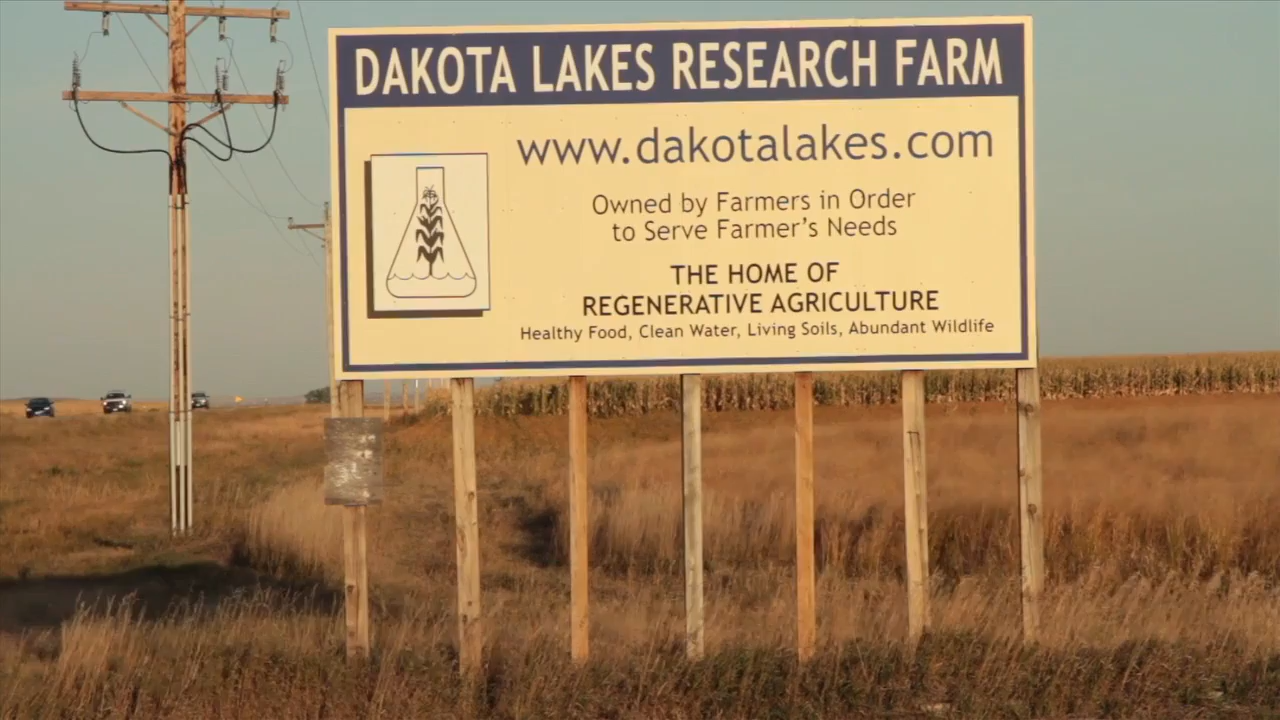 DAKOTA LAKES RESEARCH FARM
www.dakotalakes.com
Owned by Farmers in Order
to Serve Farmer's Needs
THE HOME OF
REGENERATIVE AGRICULTURE
Healthy Food, Clean Water, Living Soils, Abundant Wildlife